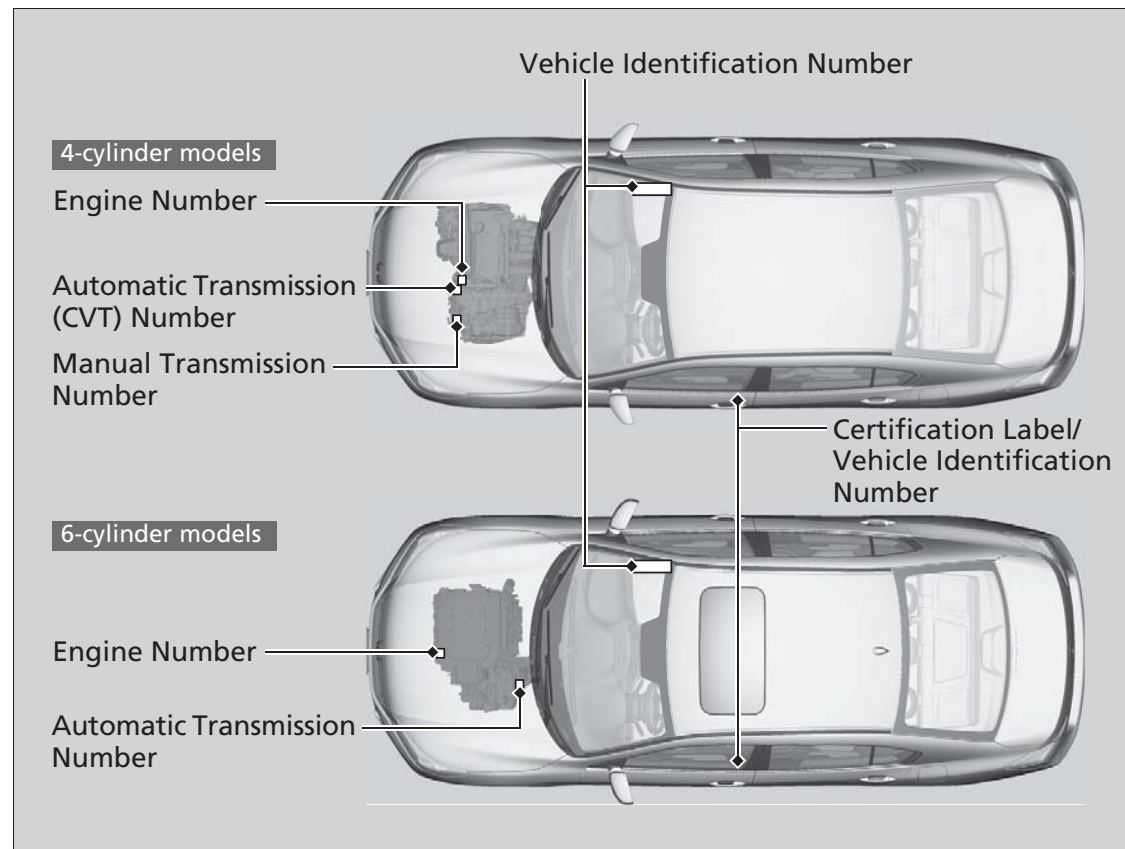 Vehicle Identification Number
4-cylinder models
Engine Number
Automatic Transmission
(CVT) Number
Manual Transmission
Number
Certification Label/
Vehicle Identification
Number
6-cylinder models
Engine Number
Automatic Transmission
Number